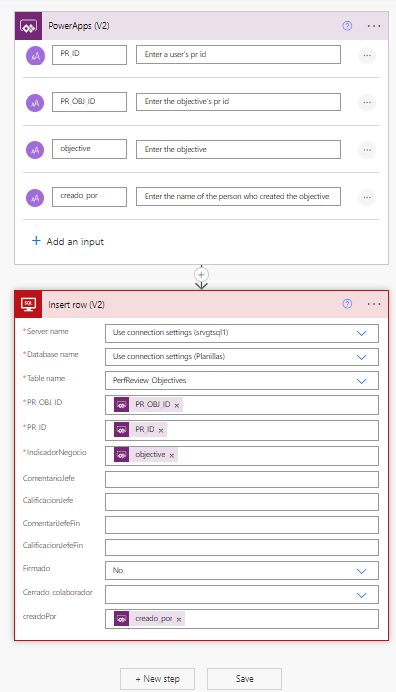 PowerApps (V2)
PR_ID Enter a user's pr id
PR_OBJ_ID Enter the objective's pr id
objective Enter the objective
creado_por Enter the name of the person who created the objective
+ Add an input
SQL Insert row (V2)
*Server name Use connection settings (srvgtsql1)
*Database name Use connection settings (Planillas)
*Table name PerfReview_Objectives
*PR_OBJ_ID PR_OBJ_ID ×
*PR_ID PR_ID ×
*IndicadorNegocio objective ×
ComentarioJefe
CalificacionJefe
ComentariJefeFin
CalificacionJefeFin
Firmado No
Cerrado_colaborador
creadoPor creado_por ×
+ New step Save